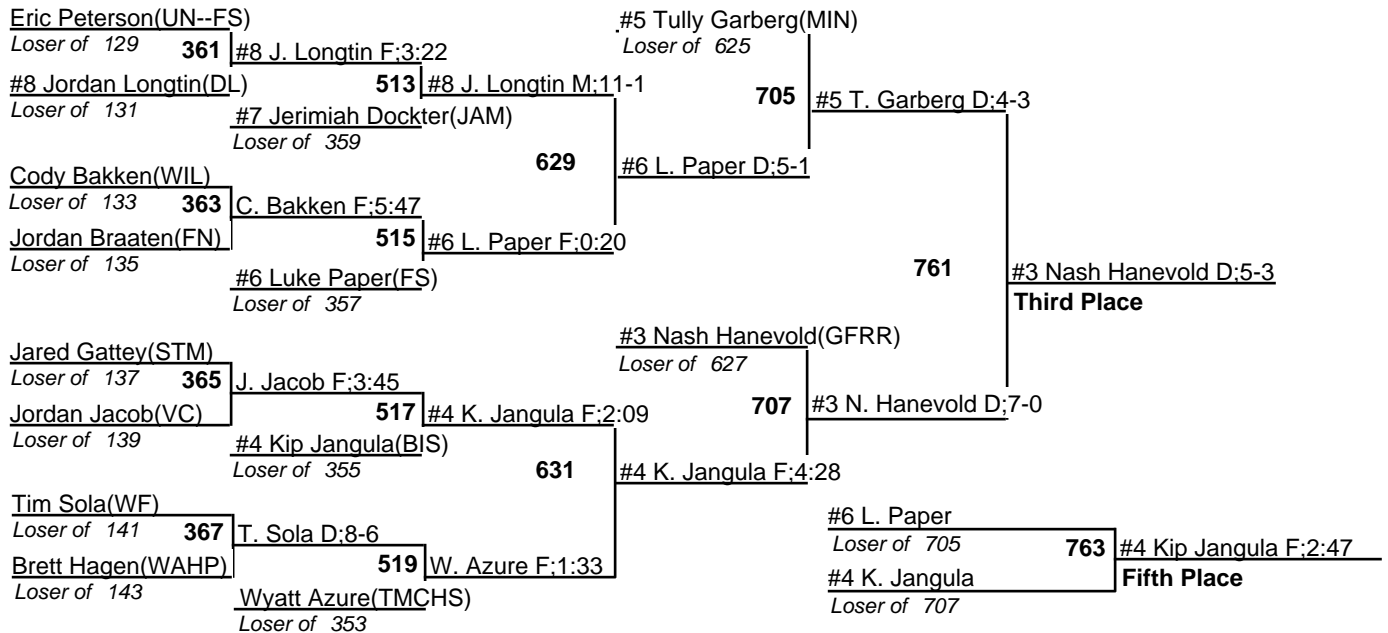 Eric Peterson(UN--FS)
Loser of 129
361
#8 J. Longtin F;3:22
#8 Jordan Longtin(DL)
Loser of 131
513
#8 J. Longtin M;11-1
#7 Jerimiah Dockter(JAM)
Loser of 359
629
#6 L. Paper D;5-1
Cody Bakken(WIL)
Loser of 133
363
C. Bakken F;5:47
Jordan Braaten(FN)
Loser of 135
515
#6 L. Paper F;0:20
#6 Luke Paper(FS)
Loser of 357
#5 Tully Garberg(MIN)
Loser of 625
705
#5 T. Garberg D;4-3
761
#3 Nash Hanevold D;5-3
Third Place
Jared Gattey(STM)
Loser of 137
365
J. Jacob F;3:45
Jordan Jacob(VC)
Loser of 139
517
#4 K. Jangula F;2:09
#4 Kip Jangula(BIS)
Loser of 355
631
#4 K. Jangula F;4:28
Tim Sola(WF)
Loser of 141
367
T. Sola D;8-6
Brett Hagen(WAHP)
Loser of 143
519
W. Azure F;1:33
Wyatt Azure(TMCHS)
Loser of 353
#3 Nash Hanevold(GFRR)
Loser of 627
707
#3 N. Hanevold D;7-0
#6 L. Paper
Loser of 705
763
#4 Kip Jangula F;2:47
#4 K. Jangula
Fifth Place
Loser of 707